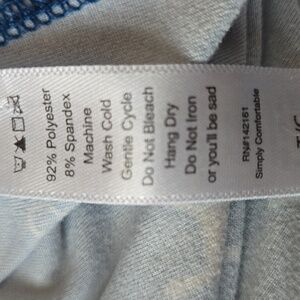 92% Polyester
8% Spandex
Machine
Wash Cold
Gentle Cycle
Do Not Bleach
Hang Dry
Do Not Iron
or you'll be sad
RN#142161
Simply Comfortable